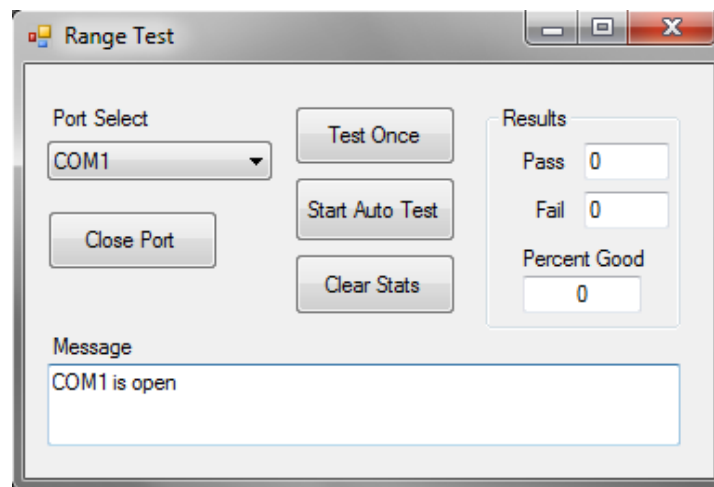 Range Test
Port Select
COM1
Close Port
Test Once
Start Auto Test
Clear Stats
Results
Pass 0
Fail 0
Percent Good
0
Message
COM1 is open